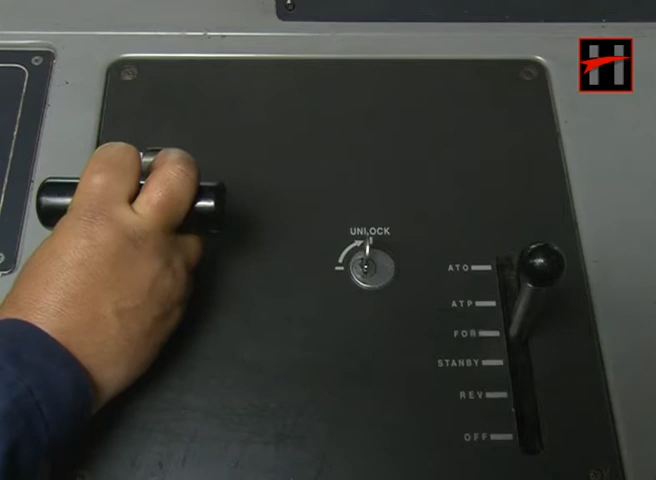 UNLOCK
ATO
ATP
FOR
STANBY
REV
OFF
H